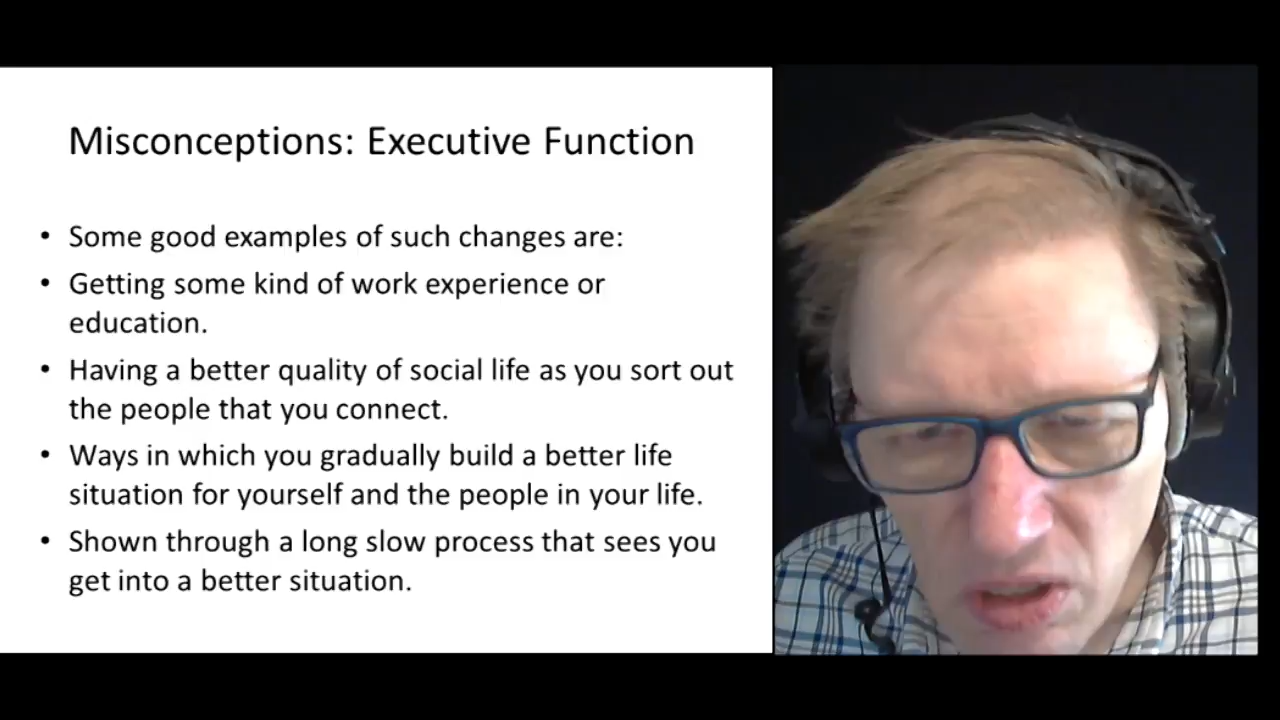 Misconceptions: Executive Function
• Some good examples of such changes are:
• Getting some kind of work experience or
education.
• Having a better quality of social life as you sort out
the people that you connect.
• Ways in which you gradually build a better life
situation for yourself and the people in your life.
• Shown through a long slow process that sees you
get into a better situation.